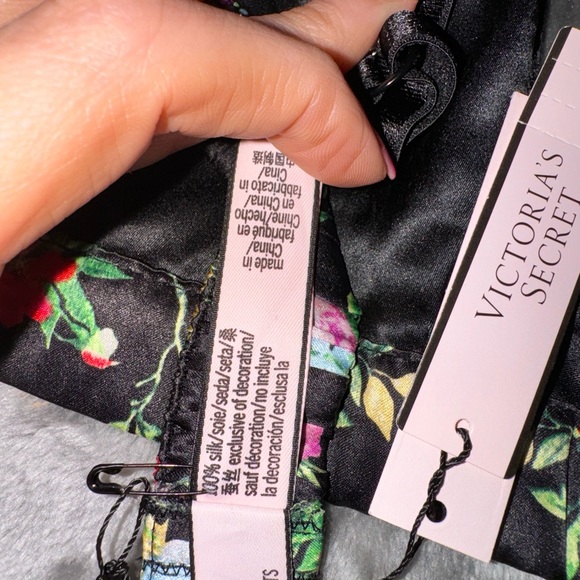 100% silk/soie/seda/seta/桑
蚕丝 exclusive of decoration/
sauf décoration/no incluye
la decoración/esclusa la
made in
China/
fabriqué en
Chine/hecho
en China/
fabbricato in
Cina/
中国制造
VICTORIA'S
SECRET